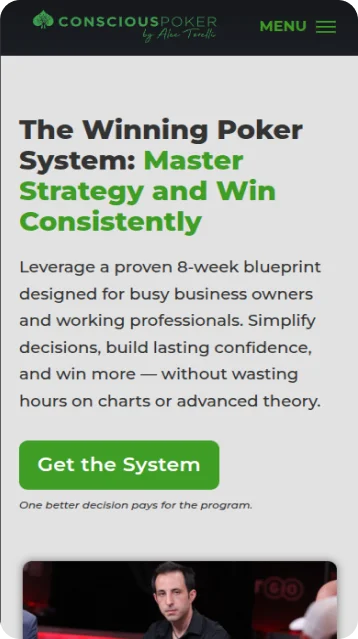 CONSCIOUSPOKER
by Alec Torelli
MENU
The Winning Poker
System: Master
Strategy and Win
Consistently
Leverage a proven 8-week blueprint
designed for busy business owners
and working professionals. Simplify
decisions, build lasting confidence,
and win more — without wasting
hours on charts or advanced theory.
Get the System
One better decision pays for the program.